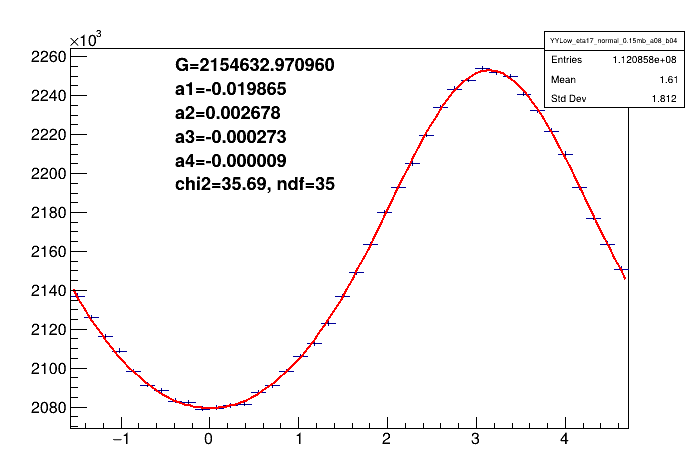 ×10³
2260
2240
2220
2200
2180
2160
2140
2120
2100
2080
−1
0
1
2
3
4
G=2154632.970960
a1=-0.019865
a2=0.002678
a3=-0.000273
a4=-0.000009
chi2=35.69, ndf=35
YYLow_eta17_normal_0.15mb_a08_b04
Entries 1.120858e+08
Mean 1.61
Std Dev 1.812